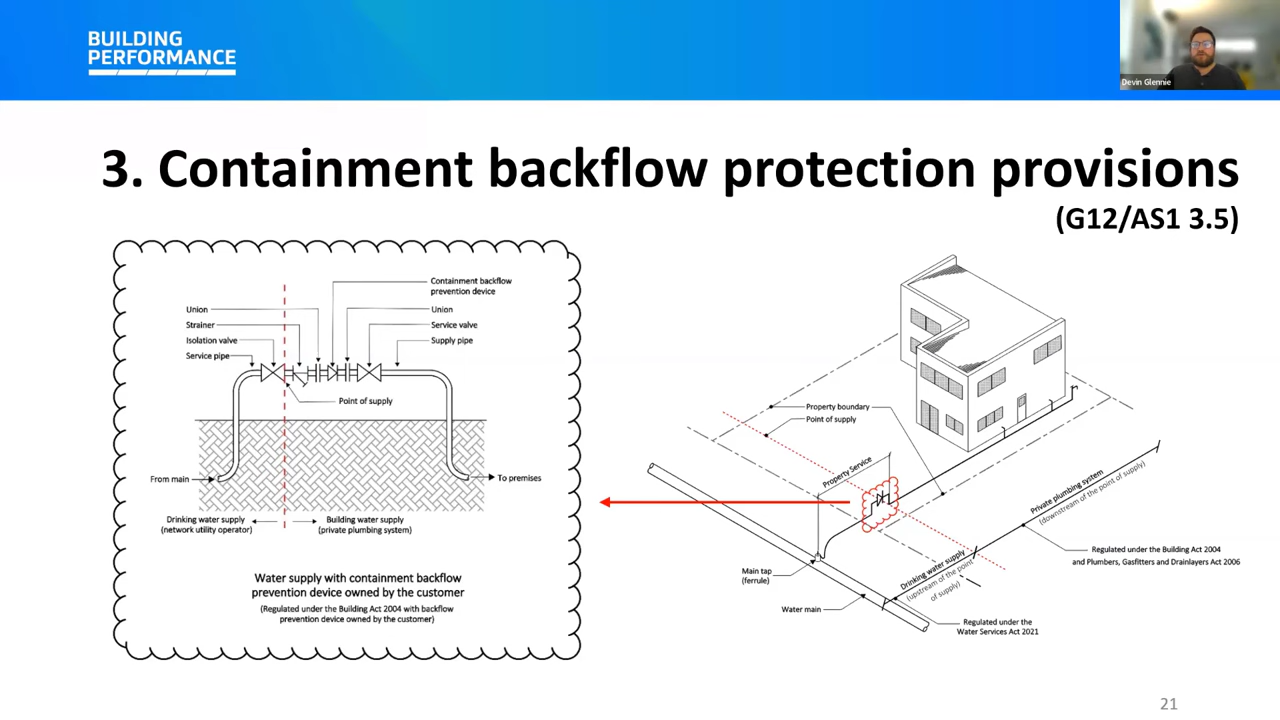 BUILDING
PERFORMANCE
Devin Glennie
3. Containment backflow protection provisions
(G12/AS1 3.5)
Containment backflow
prevention device
Union
Union
Strainer
Service valve
Isolation valve
Supply pipe
Service pipe
Point of supply
From main
To premises
Drinking water supply
(network utility operator)
Building water supply
(private plumbing system)
Water supply with containment backflow
prevention device owned by the customer
(Regulated under the Building Act 2004 with backflow
prevention device owned by the customer)
Property boundary
Point of supply
Property Service
Private plumbing system
(downstream of the point of supply)
Drinking water supply
(upstream of the point
of supply)
Main tap
(ferrule)
Water main
Regulated under the Building Act 2004
and Plumbers, Gasfitters and Drainlayers Act 2006
Regulated under the
Water Services Act 2021
21